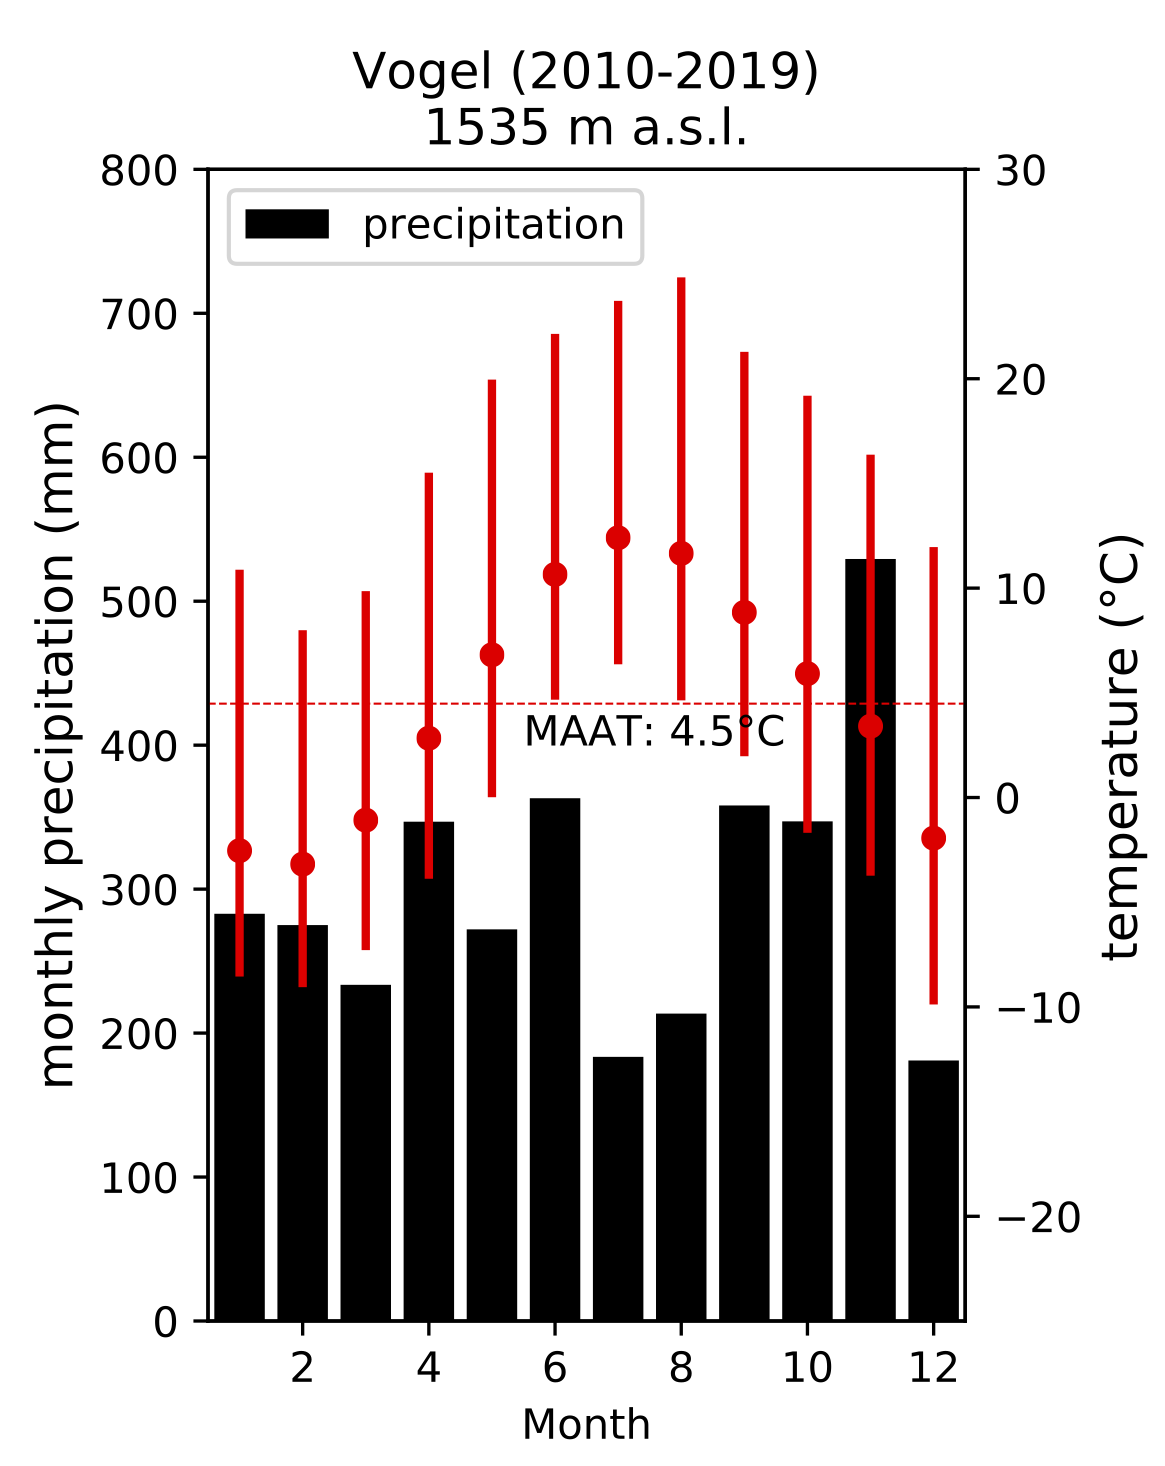 Vogel (2010-2019)
1535 m a.s.l.
precipitation
800
700
600
500
400
300
200
100
0
monthly precipitation (mm)
30
20
10
0
−10
−20
temperature (°C)
MAAT: 4.5°C
2 4 6 8 10 12
Month